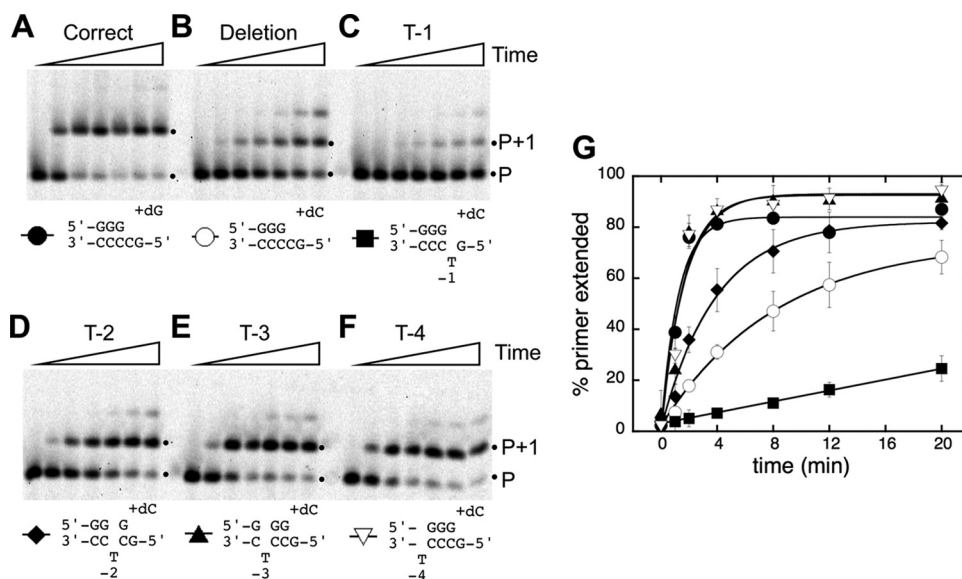 A Correct
B Deletion
C T-1
Time
P+1
P
+dG
5'-GGG
3'-CCCCG-5'
+dC
5'-GGG
3'-CCCCG-5'
+dC
5'-GGG
3'-CCC G-5'
T
-1
D T-2
E T-3
F T-4
Time
P+1
P
+dC
5'-GG G
3'-CC CG-5'
T
-2
+dC
5'-G GG
3'-C CCG-5'
T
-3
+dC
5'- GGG
3'- CCCG-5'
T
-4
G
% primer extended
100
80
60
40
20
0
0 4 8 12 16 20
time (min)